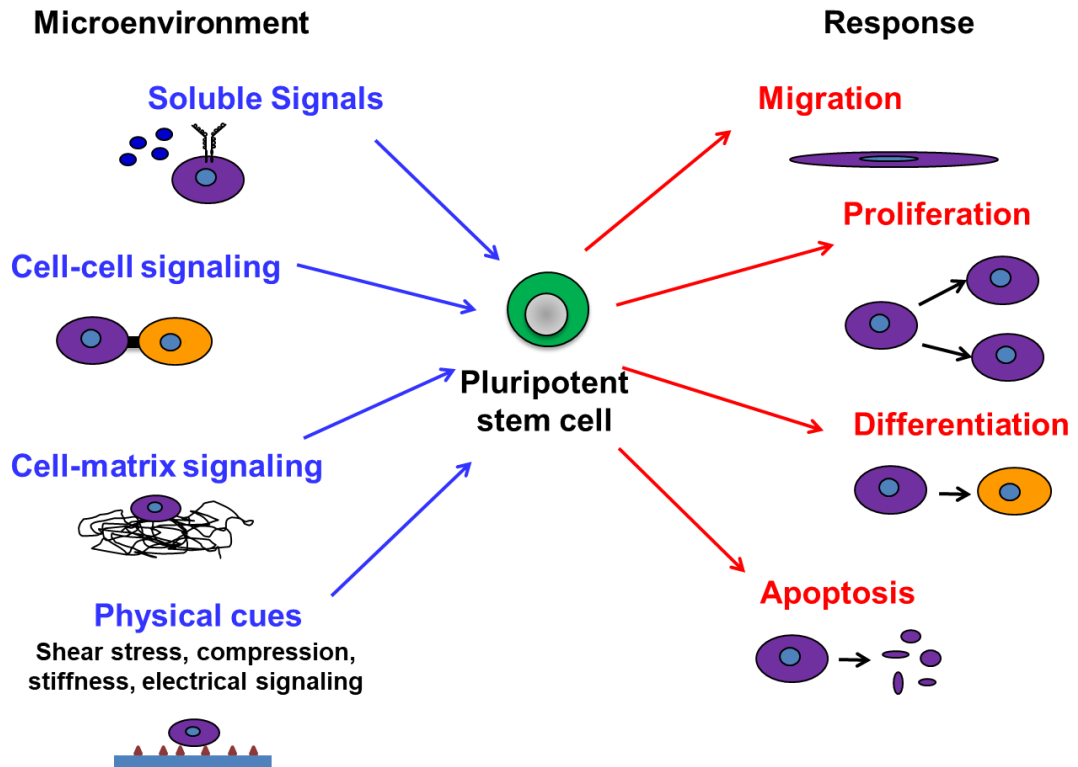 Microenvironment
Response
Soluble Signals
Migration
Cell-cell signaling
Proliferation
Pluripotent
stem cell
Cell-matrix signaling
Differentiation
Physical cues
Shear stress, compression,
stiffness, electrical signaling
Apoptosis